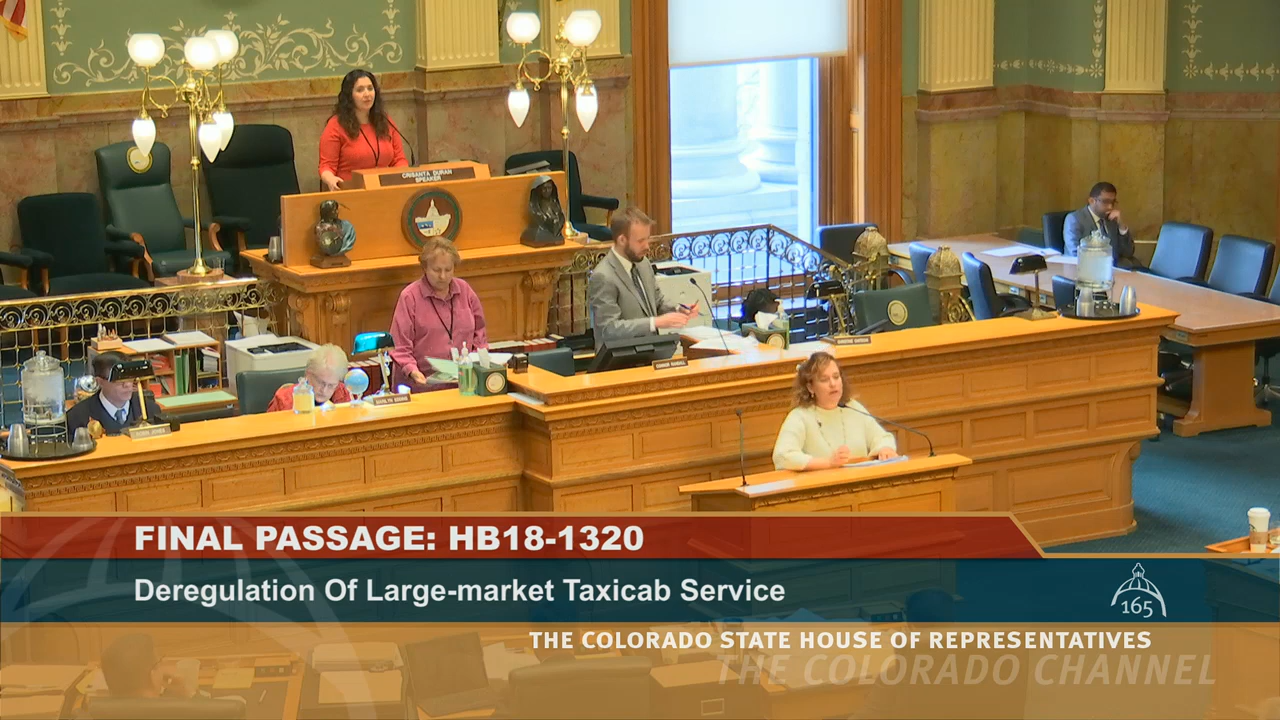 CRISANTA DURAN
SPEAKER
FINAL PASSAGE: HB18-1320
Deregulation Of Large-market Taxicab Service
165
THE COLORADO STATE HOUSE OF REPRESENTATIVES
THE COLORADO CHANNEL